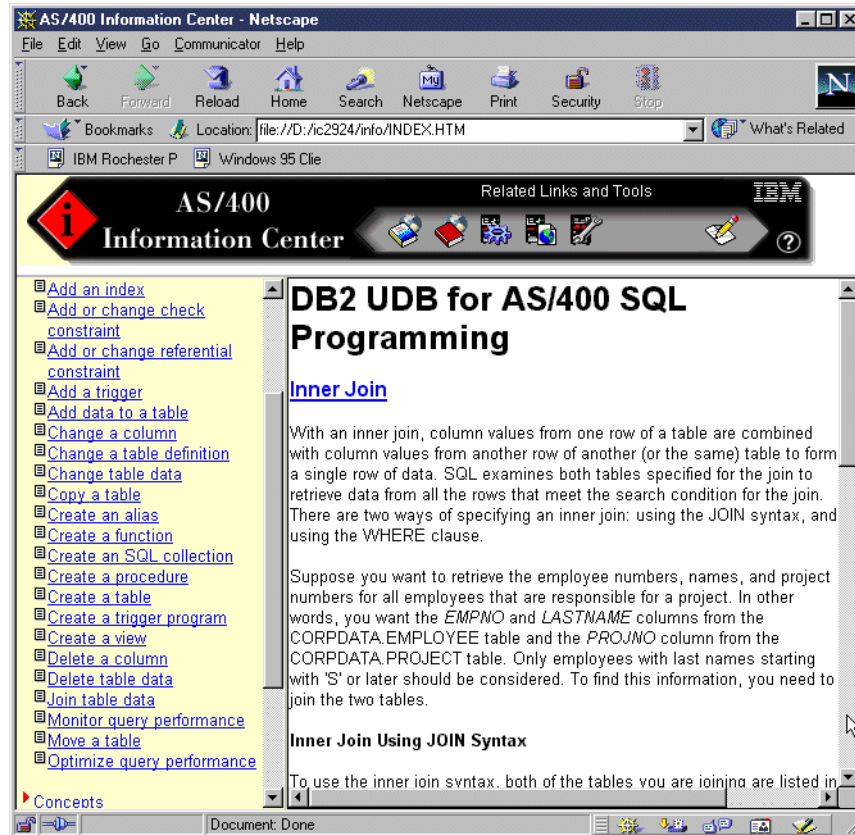 AS/400 Information Center - Netscape
File Edit View Go Communicator Help
Back Forward Reload Home Search Netscape Print Security Stop
My
N
Bookmarks Location: file://D:/ic2924/info/INDEX.HTM What's Related
IBM Rochester P Windows 95 Clie
i
AS/400
Information Center
Related Links and Tools
IBM
?
Add an index
Add or change check
constraint
Add or change referential
constraint
Add a trigger
Add data to a table
Change a column
Change a table definition
Change table data
Copy a table
Create an alias
Create a function
Create an SQL collection
Create a procedure
Create a table
Create a trigger program
Create a view
Delete a column
Delete table data
Join table data
Monitor query performance
Move a table
Optimize query performance
Concepts
DB2 UDB for AS/400 SQL
Programming
Inner Join
With an inner join, column values from one row of a table are combined
with column values from another row of another (or the same) table to form
a single row of data. SQL examines both tables specified for the join to
retrieve data from all the rows that meet the search condition for the join.
There are two ways of specifying an inner join: using the JOIN syntax, and
using the WHERE clause.
Suppose you want to retrieve the employee numbers, names, and project
numbers for all employees that are responsible for a project. In other
words, you want the EMPNO and LASTNAME columns from the
CORPDATA.EMPLOYEE table and the PROJNO column from the
CORPDATA.PROJECT table. Only employees with last names starting
with 'S' or later should be considered. To find this information, you need to
join the two tables.
Inner Join Using JOIN Syntax
To use the inner join syntax, both of the tables you are joining are listed in
Document: Done